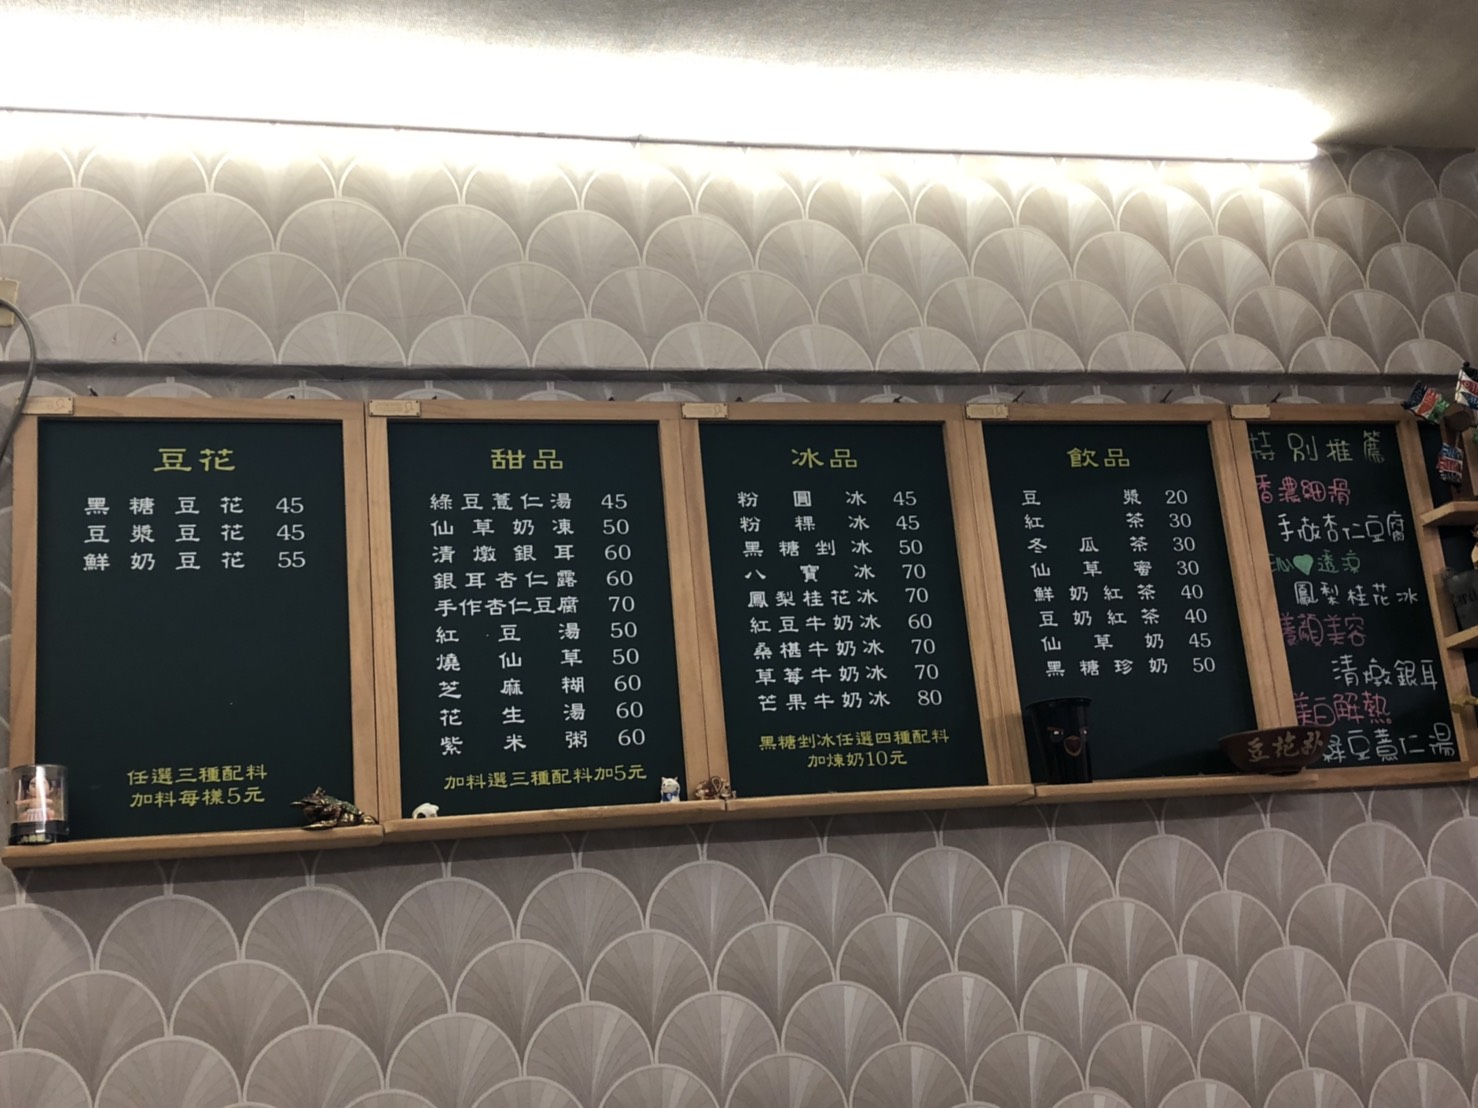 豆花
黑糖豆花 45
豆漿豆花 45
鮮奶豆花 55
任選三種配料
加料每樣5元
甜品
綠豆薏仁湯 45
仙草奶凍 50
清燉銀耳 60
銀耳杏仁露 60
手作杏仁豆腐 70
紅豆湯 50
燒仙草 50
芝麻糊 60
花生湯 60
紫米粥 60
加料選三種配料加5元
冰品
粉圓冰 45
粉粿冰 45
黑糖剉冰 50
八寶冰 70
鳳梨桂花冰 70
紅豆牛奶冰 60
桑椹牛奶冰 70
草莓牛奶冰 70
芒果牛奶冰 80
黑糖剉冰任選四種配料
加煉奶10元
飲品
豆漿 20
紅茶 30
冬瓜茶 30
仙草蜜 30
鮮奶紅茶 40
豆奶紅茶 40
仙草奶 45
黑糖珍奶 50
特別推薦
香濃細滑
手做杏仁豆腐
透涼
鳳梨桂花冰
養顏美容
清燉銀耳
美白解熱
綠豆薏仁湯
豆花